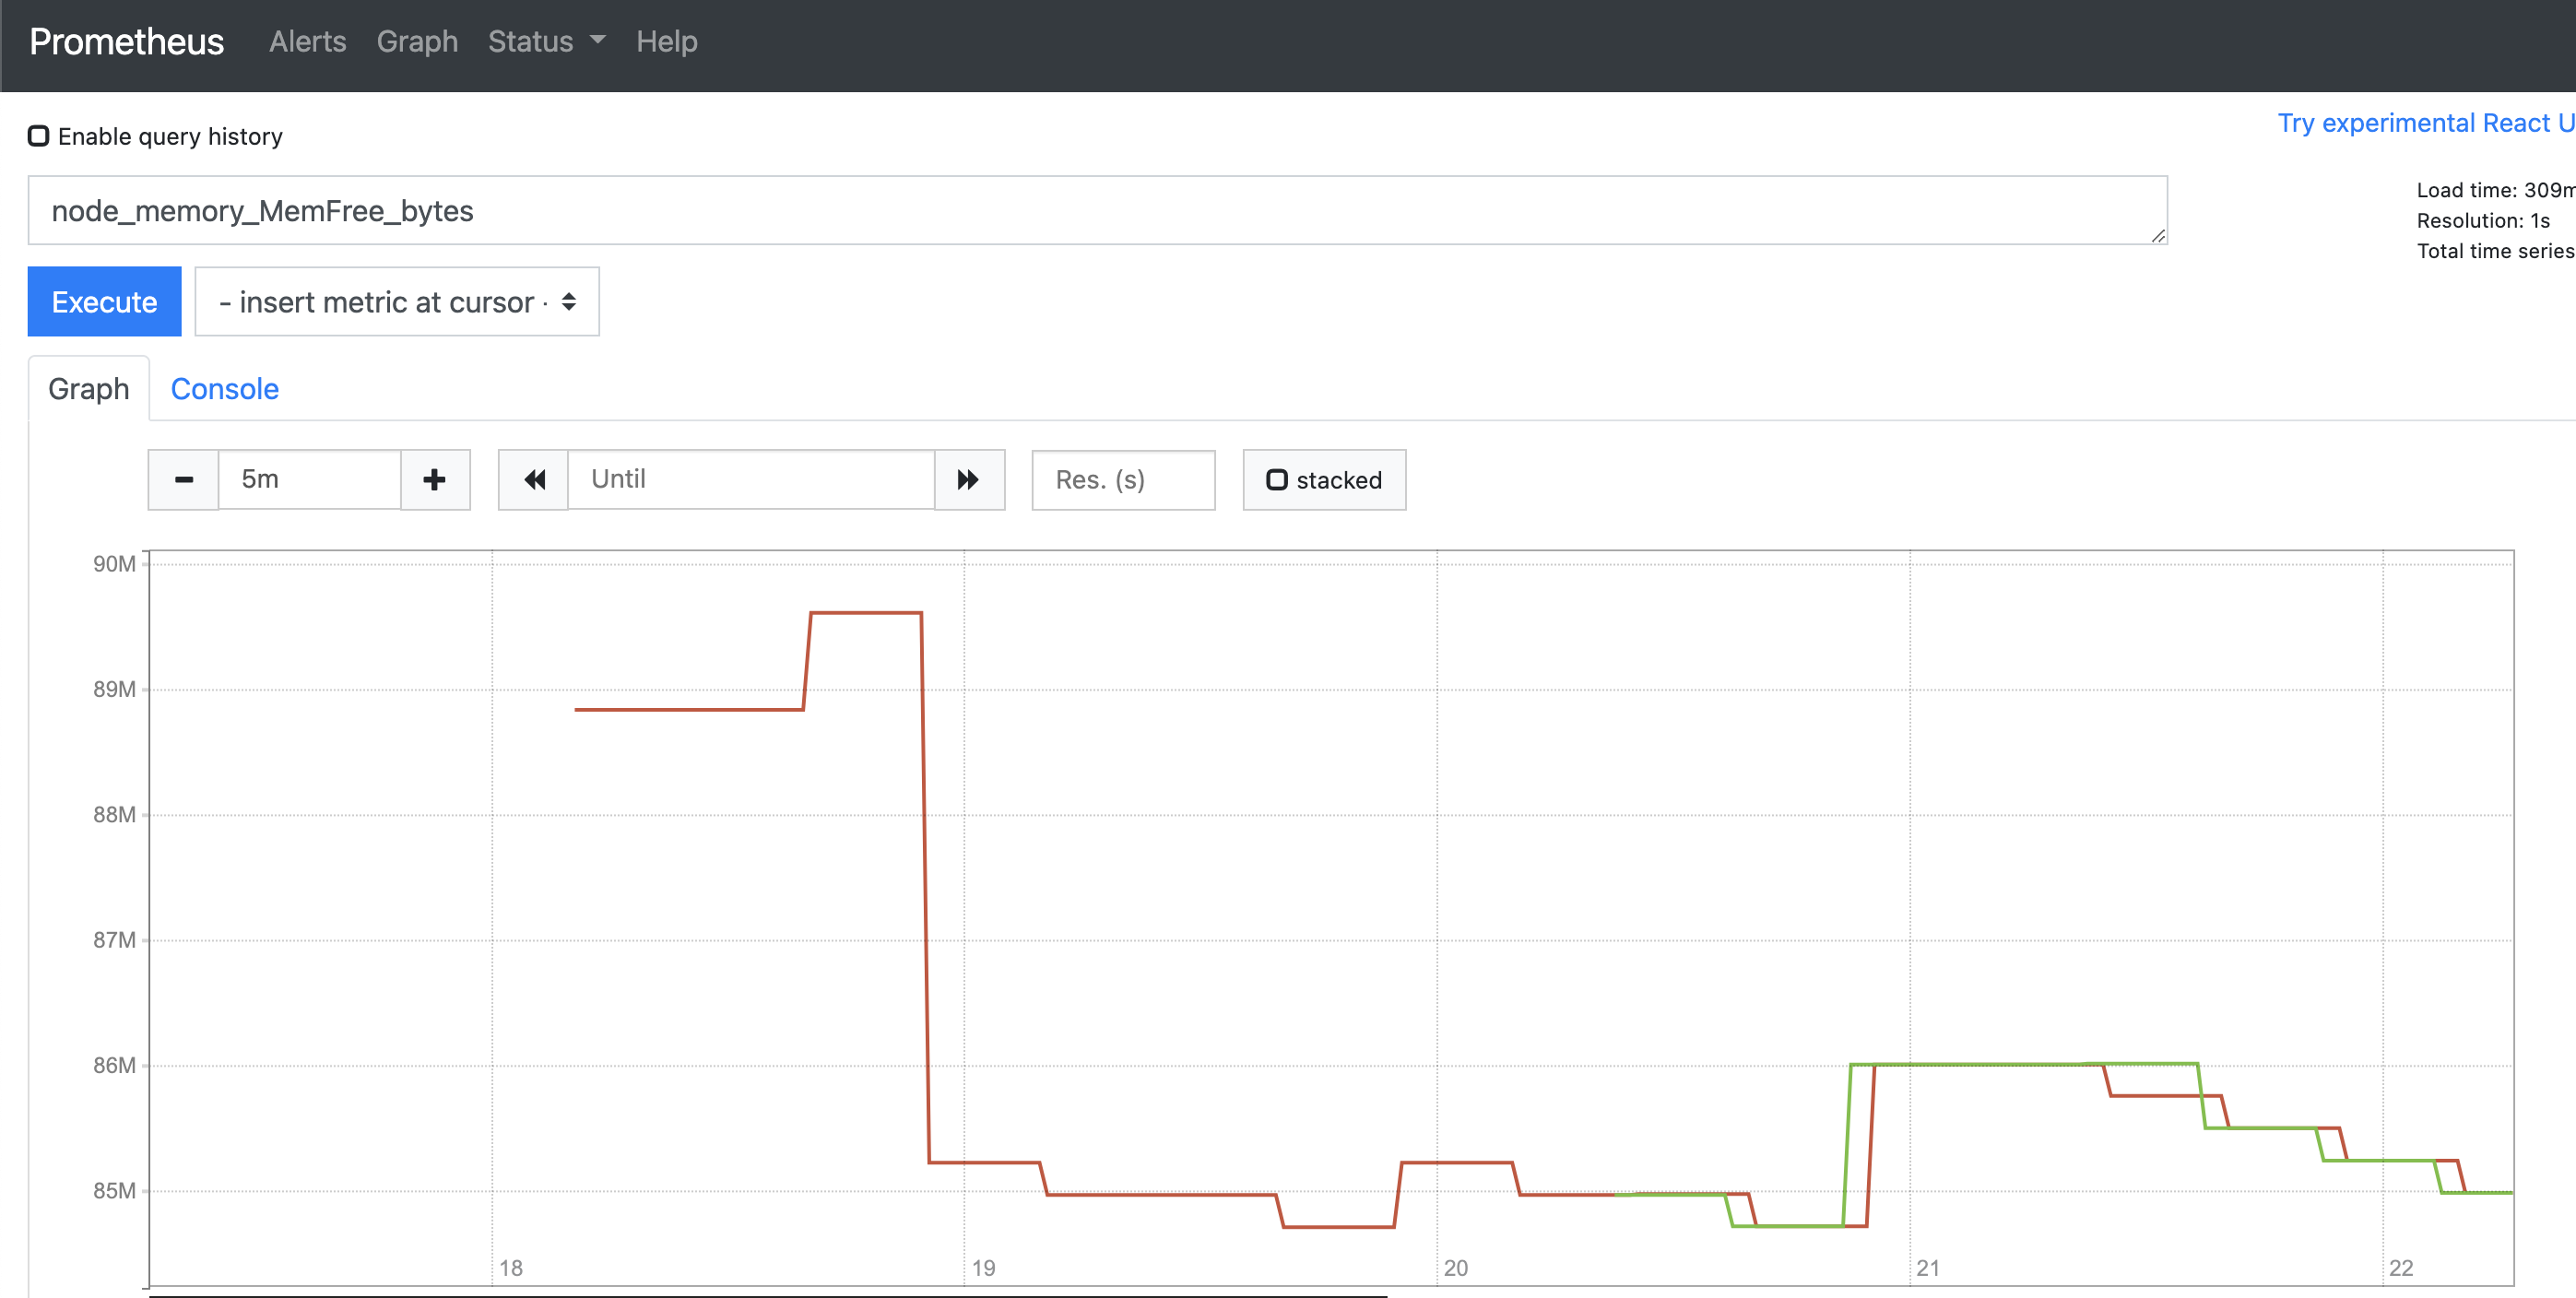 Prometheus Alerts Graph Status Help
Enable query history
Try experimental React U
node_memory_MemFree_bytes
Load time: 309m
Resolution: 1s
Total time series
Execute - insert metric at cursor -
Graph Console
5m Until Res. (s) stacked
90M
89M
88M
87M
86M
85M
18 19 20 21 22